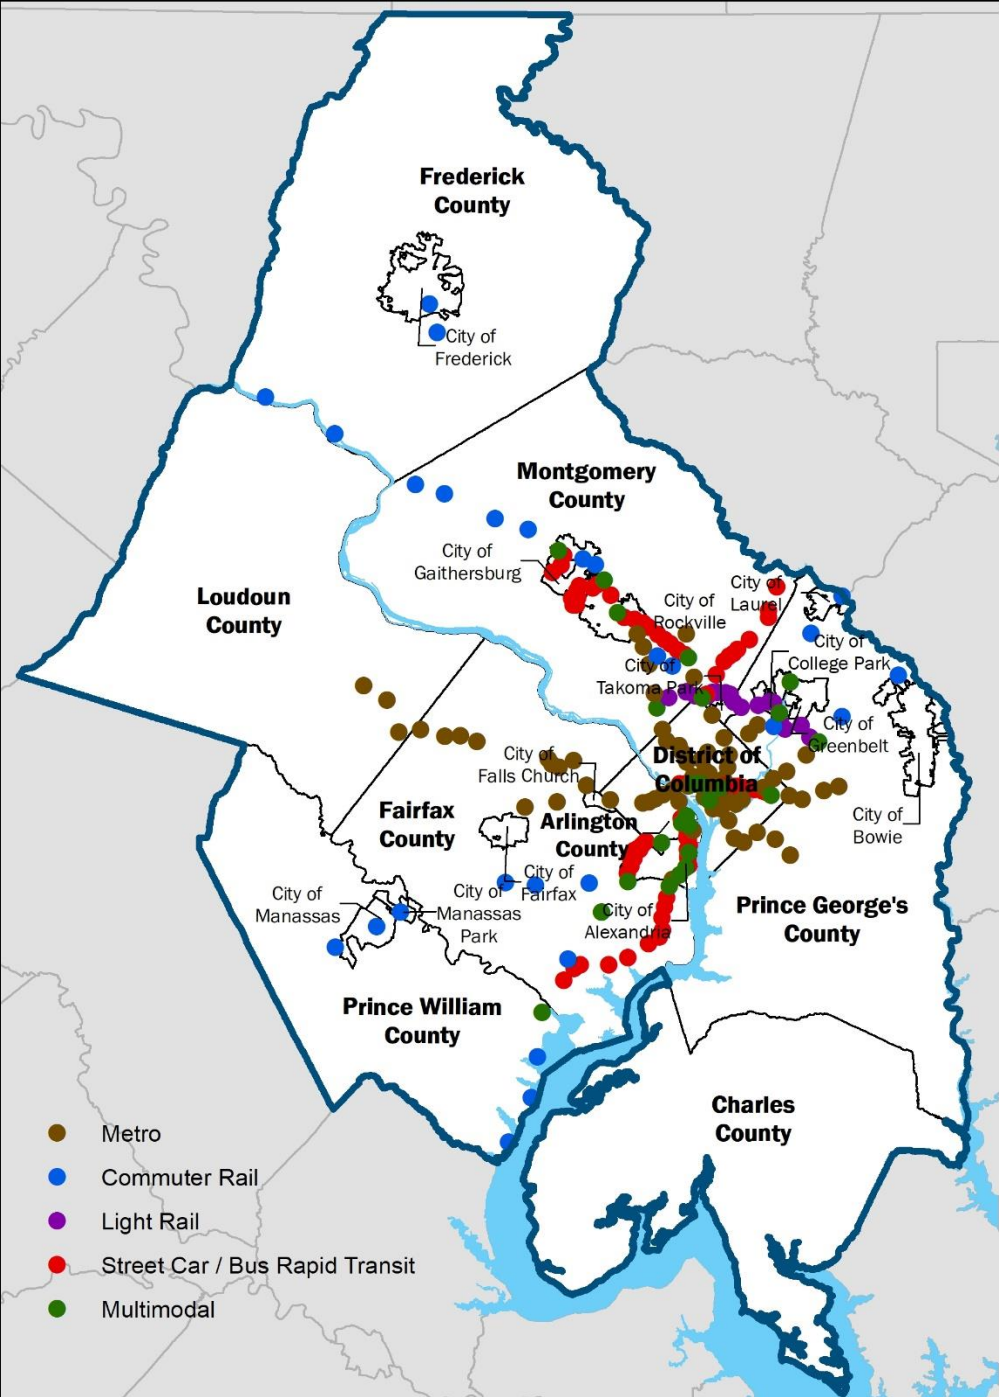 Frederick
County
City of
Frederick
Montgomery
County
City of
Gaithersburg
City of
Laurel
City of
Rockville
Loudoun
County
City of
College Park
City of
Takoma Park
City of
Greenbelt
District of
Columbia
City of
Falls Church
Fairfax
County
Arlington
County
City of
Bowie
City of
Fairfax
City of
Manassas
City of
Manassas
Park
City of
Alexandria
Prince George's
County
Prince William
County
Charles
County
Metro
Commuter Rail
Light Rail
Street Car / Bus Rapid Transit
Multimodal